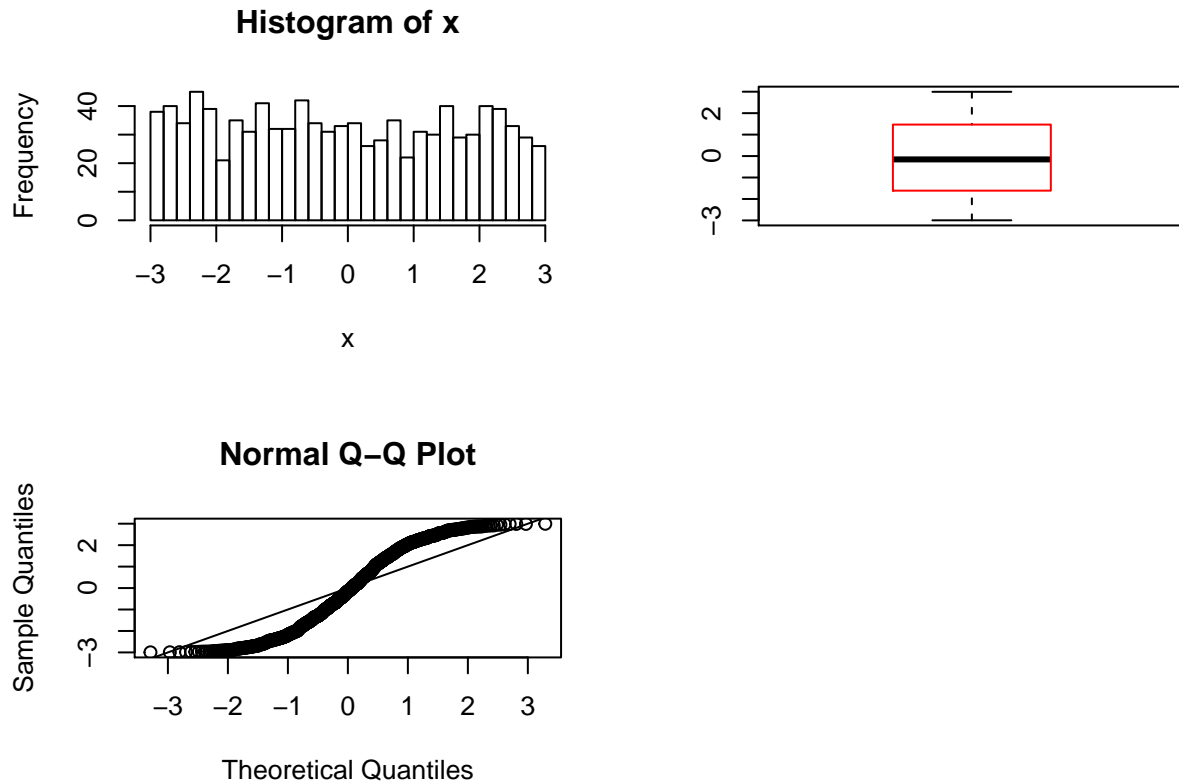 Histogram of x
Frequency
40
20
0
−3 −2 −1 0 1 2 3
x
2
0
−3
Normal Q−Q Plot
Sample Quantiles
2
0
−3
−3 −2 −1 0 1 2 3
Theoretical Quantiles